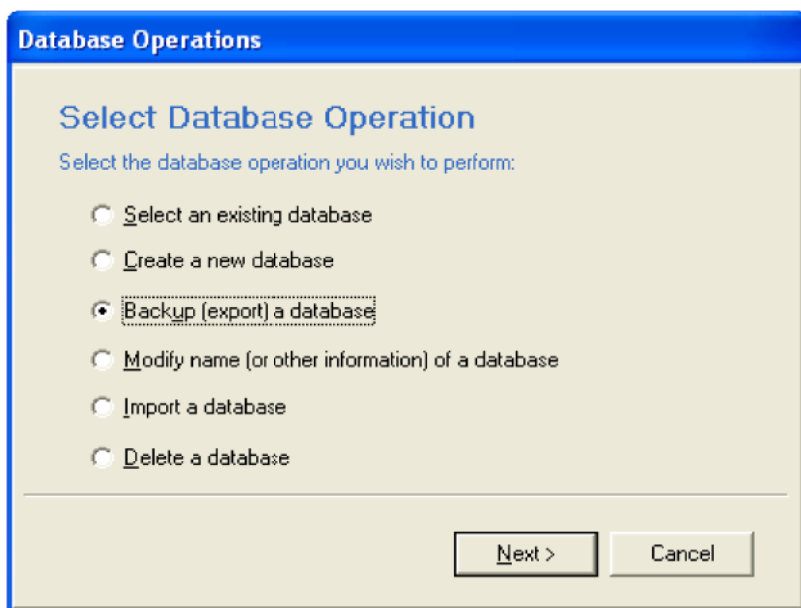 Database Operations
Select Database Operation
Select the database operation you wish to perform:
Select an existing database
Create a new database
Backup (export) a database
Modify name (or other information) of a database
Import a database
Delete a database
Next >
Cancel